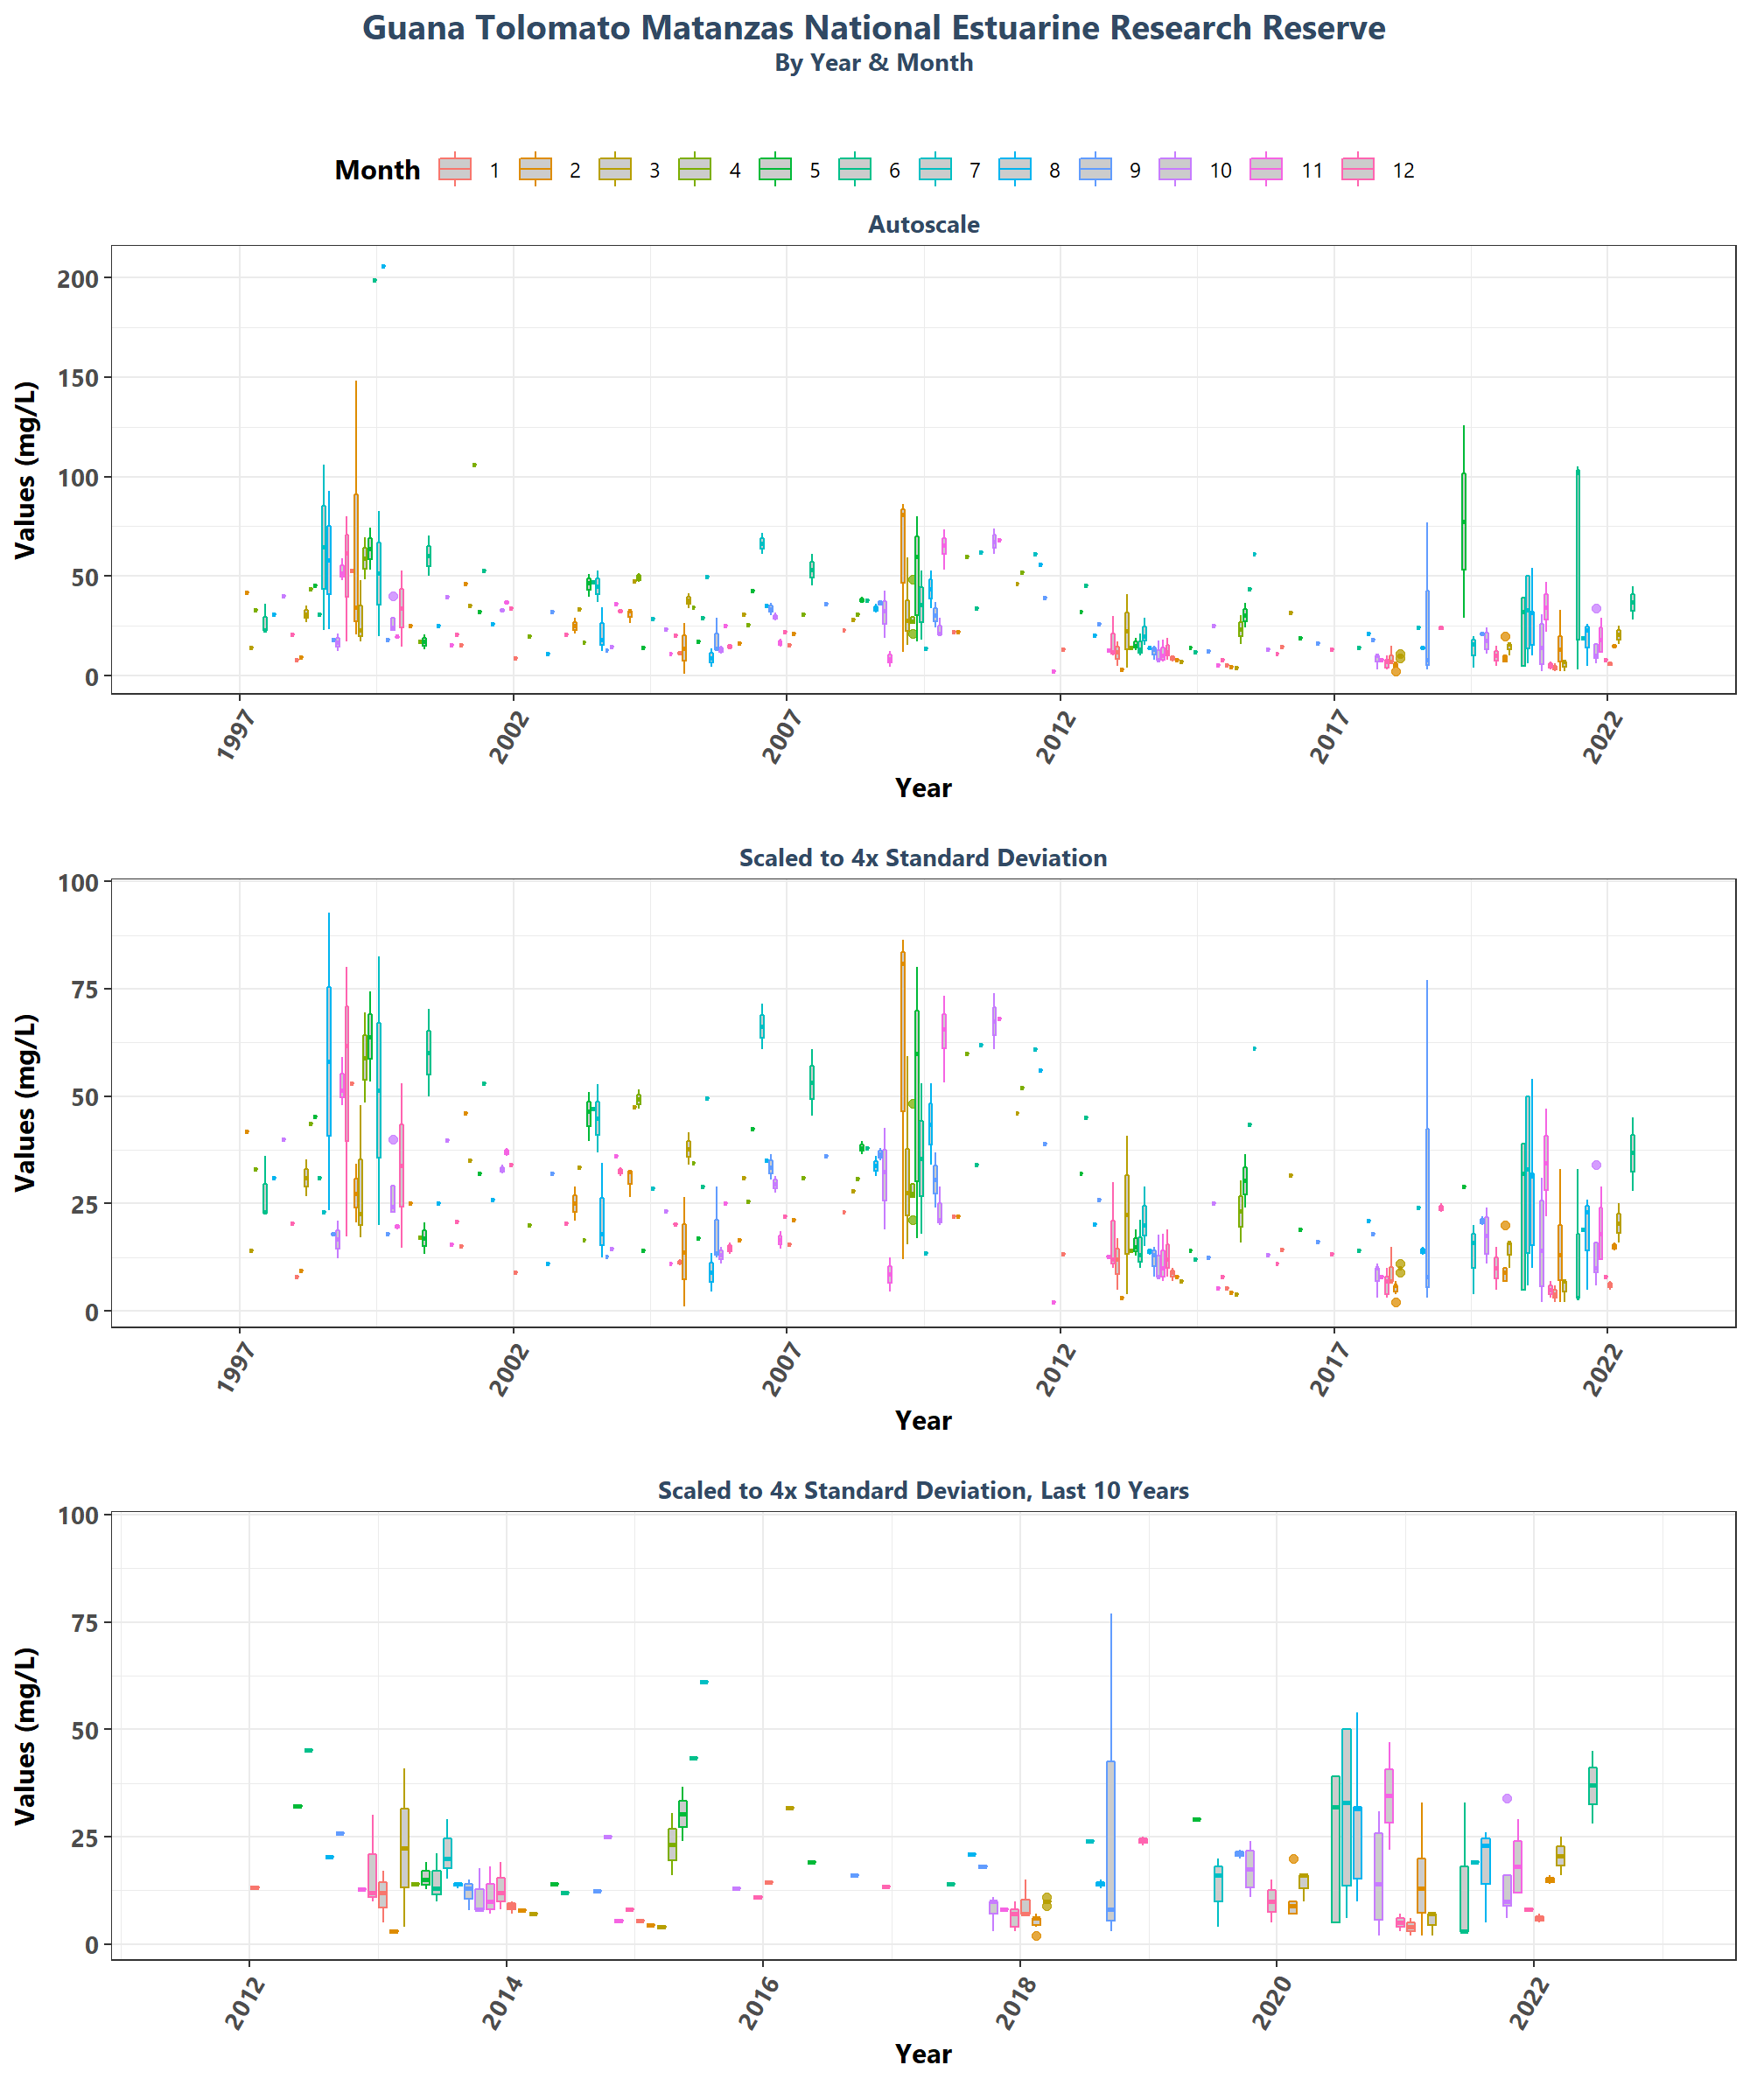 Guana Tolomato Matanzas National Estuarine Research Reserve
By Year & Month
Month 1 2 3 4 5 6 7 8 9 10 11 12
Autoscale
Values (mg/L)
200
150
100
50
0
1997 2002 2007 2012 2017 2022
Year
Scaled to 4x Standard Deviation
Values (mg/L)
100
75
50
25
0
1997 2002 2007 2012 2017 2022
Year
Scaled to 4x Standard Deviation, Last 10 Years
Values (mg/L)
100
75
50
25
0
2012 2014 2016 2018 2020 2022
Year